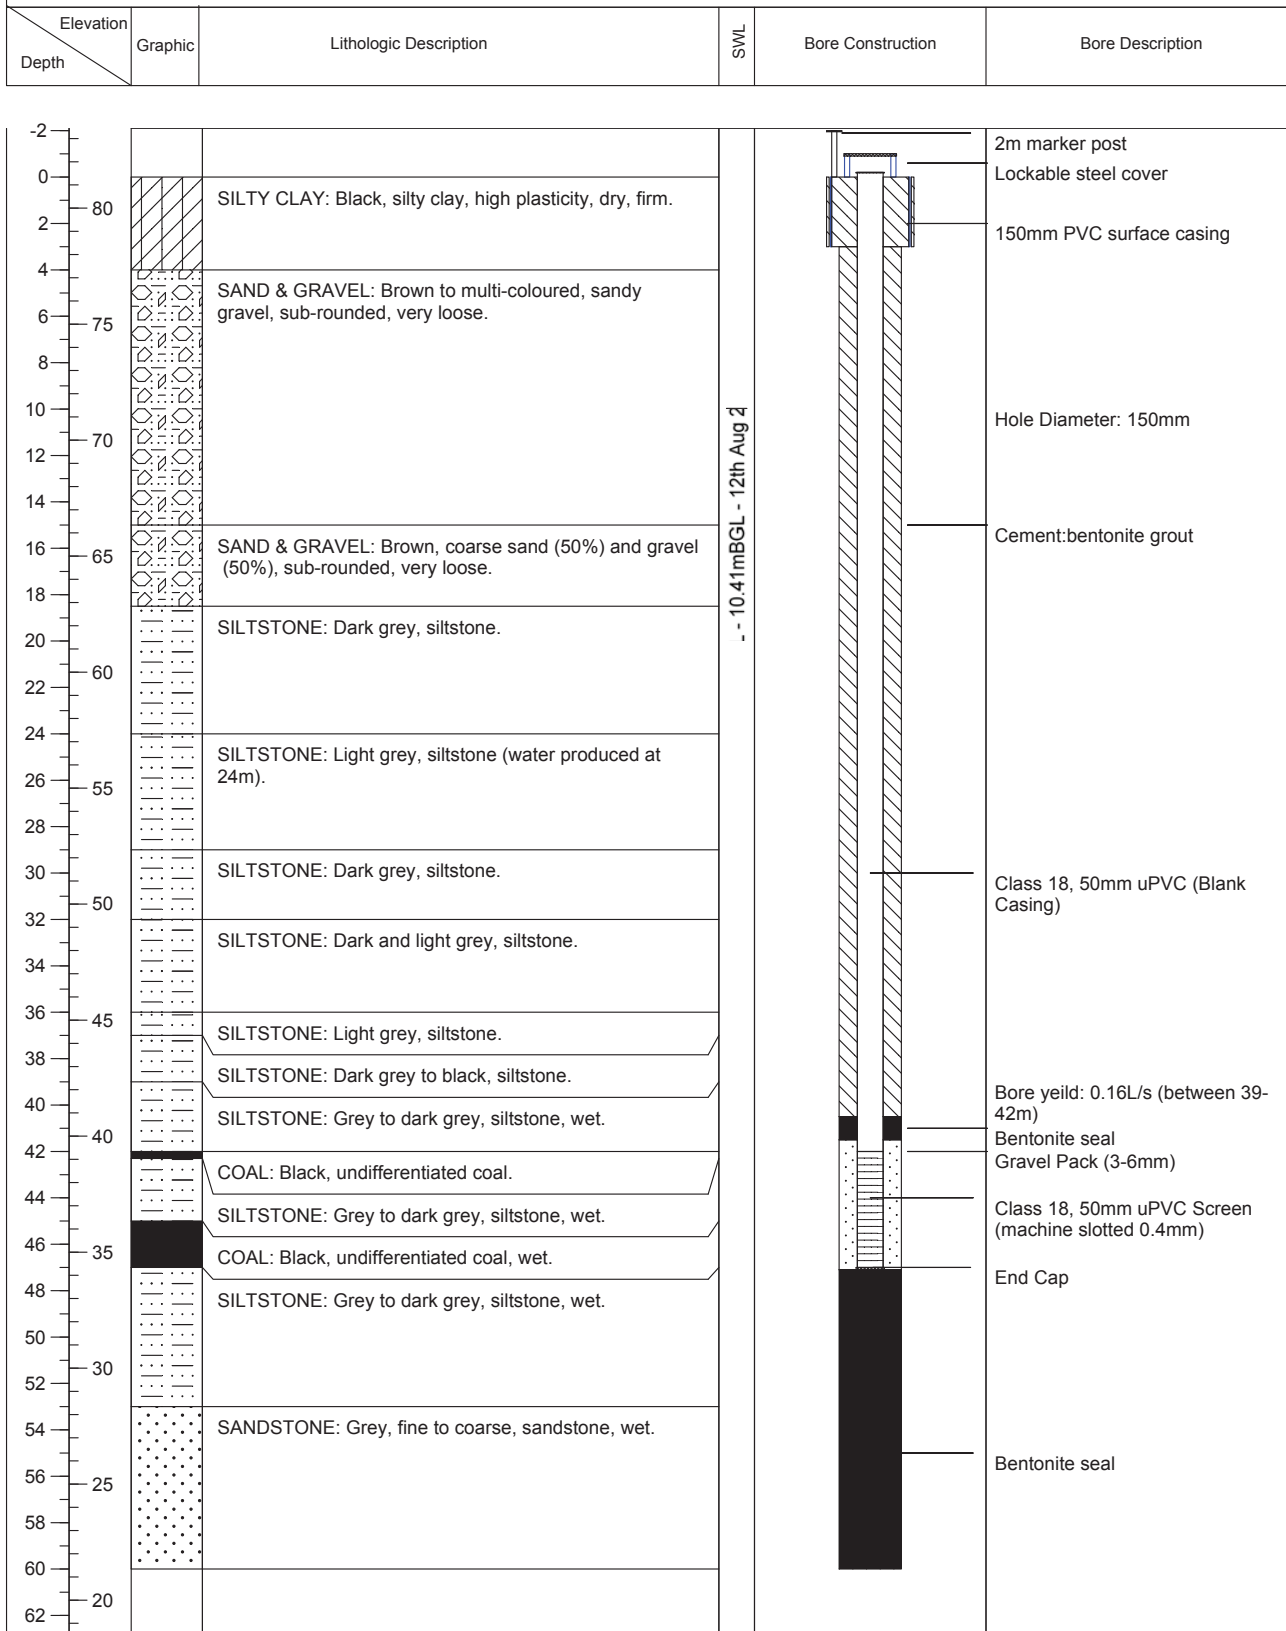 Elevation
Depth
Graphic
Lithologic Description
SWL
Bore Construction
Bore Description
-2
0
2
4
6
8
10
12
14
16
18
20
22
24
26
28
30
32
34
36
38
40
42
44
46
48
50
52
54
56
58
60
62
80
75
70
65
60
55
50
45
40
35
30
25
20
SILTY CLAY: Black, silty clay, high plasticity, dry, firm.
SAND & GRAVEL: Brown to multi-coloured, sandy
gravel, sub-rounded, very loose.
SAND & GRAVEL: Brown, coarse sand (50%) and gravel
(50%), sub-rounded, very loose.
SILTSTONE: Dark grey, siltstone.
SILTSTONE: Light grey, siltstone (water produced at
24m).
SILTSTONE: Dark grey, siltstone.
SILTSTONE: Dark and light grey, siltstone.
SILTSTONE: Light grey, siltstone.
SILTSTONE: Dark grey to black, siltstone.
SILTSTONE: Grey to dark grey, siltstone, wet.
COAL: Black, undifferentiated coal.
SILTSTONE: Grey to dark grey, siltstone, wet.
COAL: Black, undifferentiated coal, wet.
SILTSTONE: Grey to dark grey, siltstone, wet.
SANDSTONE: Grey, fine to coarse, sandstone, wet.
- 10.41mBGL - 12th Aug 2
2m marker post
Lockable steel cover
150mm PVC surface casing
Hole Diameter: 150mm
Cement:bentonite grout
Class 18, 50mm uPVC (Blank
Casing)
Bore yeild: 0.16L/s (between 39-
42m)
Bentonite seal
Gravel Pack (3-6mm)
Class 18, 50mm uPVC Screen
(machine slotted 0.4mm)
End Cap
Bentonite seal